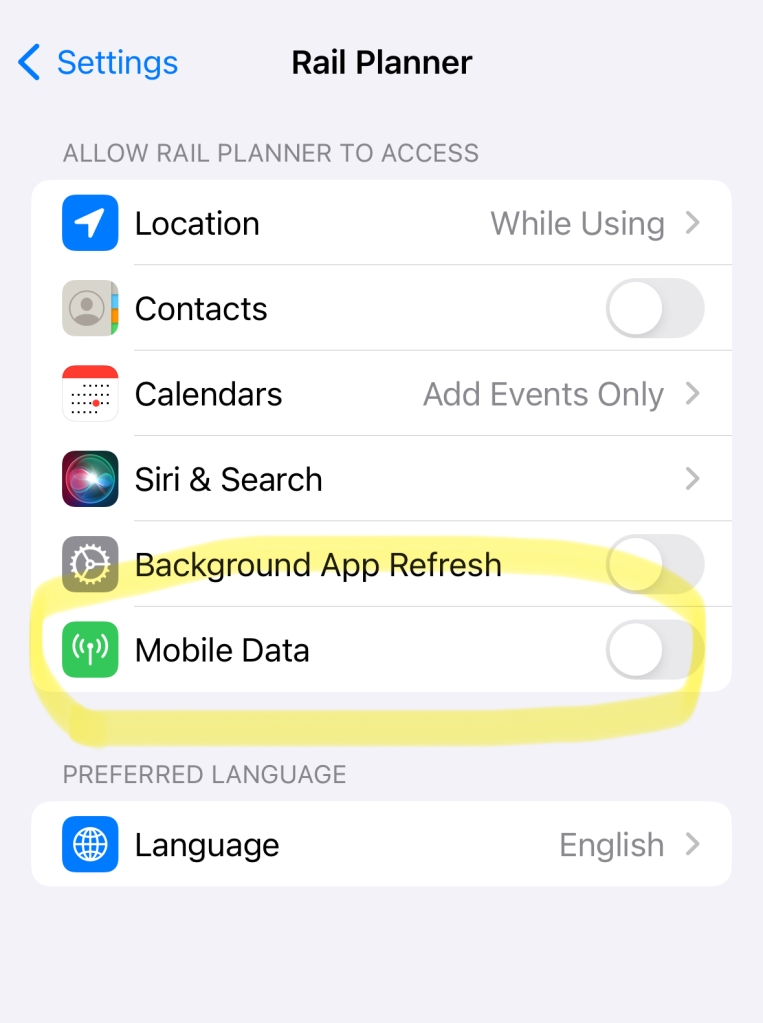 Settings
Rail Planner
ALLOW RAIL PLANNER TO ACCESS
Location While Using
Contacts
Calendars Add Events Only
Siri & Search
Background App Refresh
Mobile Data
PREFERRED LANGUAGE
Language English